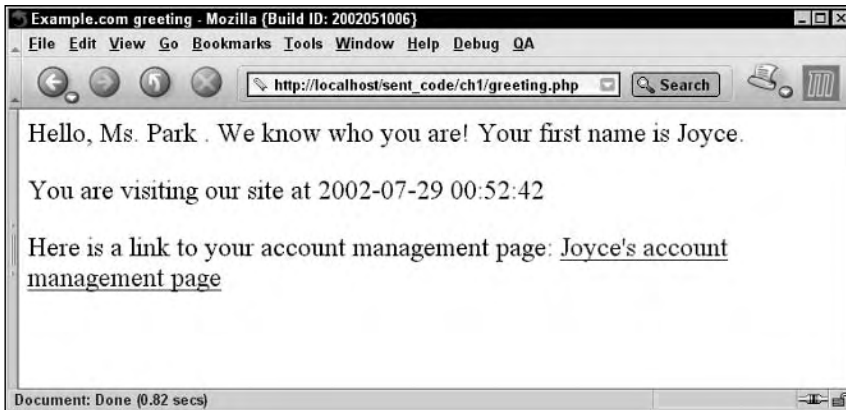 Example.com greeting - Mozilla {Build ID: 2002051006}
File Edit View Go Bookmarks Tools Window Help Debug QA
http://localhost/sent_code/ch1/greeting.php Search
Hello, Ms. Park . We know who you are! Your first name is Joyce.
You are visiting our site at 2002-07-29 00:52:42
Here is a link to your account management page: Joyce's account
management page
Document: Done (0.82 secs)